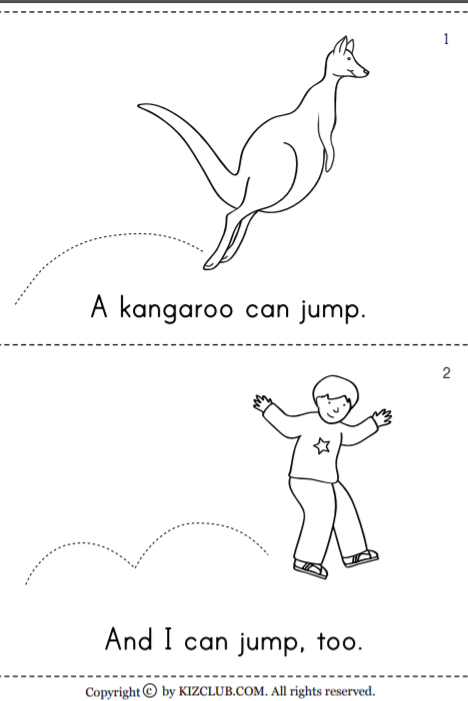 1
A kangaroo can jump.
2
And I can jump, too.
Copyright © by KIZCLUB.COM. All rights reserved.